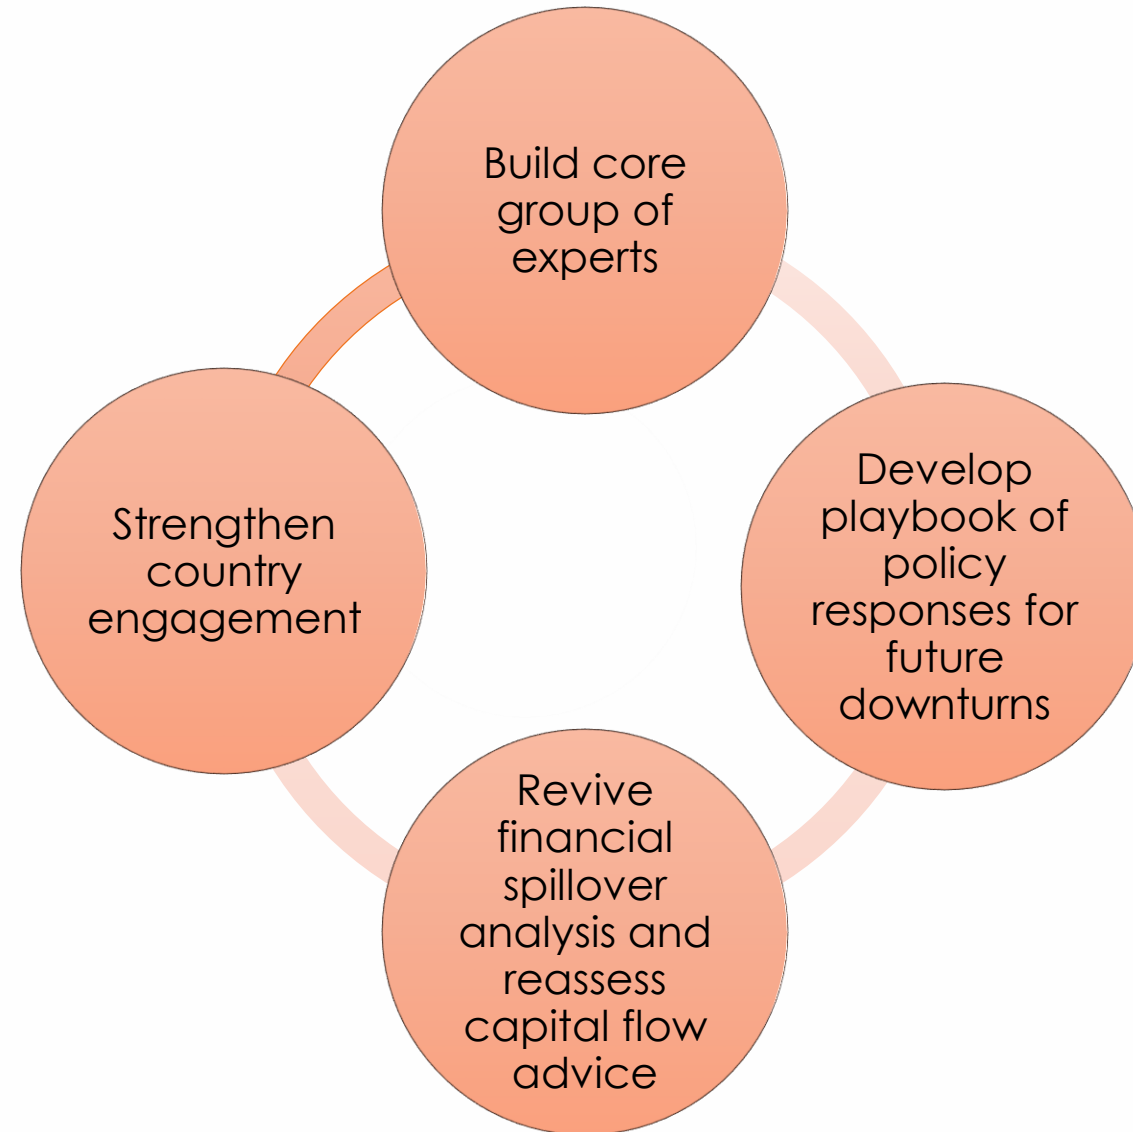 Build core
group of
experts
Develop
playbook of
policy
responses for
future
downturns
Revive
financial
spillover
analysis and
reassess
capital flow
advice
Strengthen
country
engagement